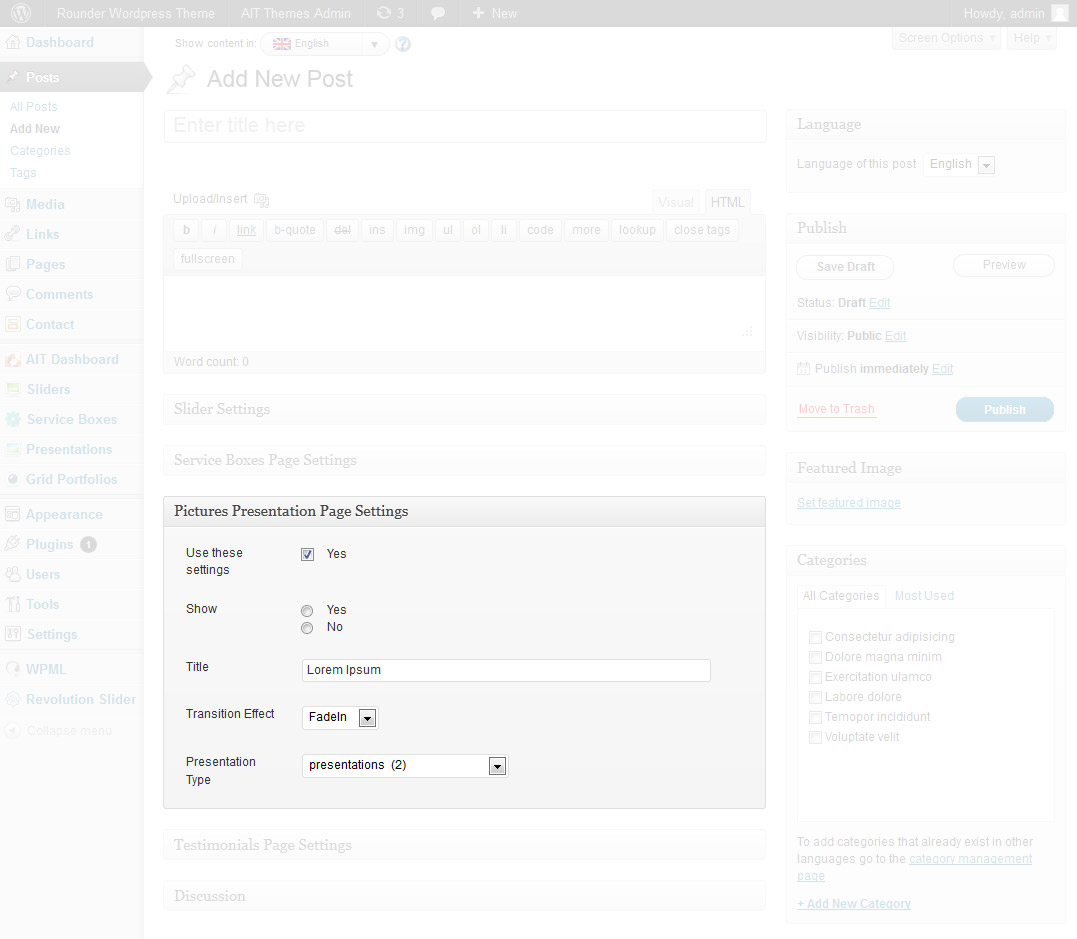 Rounder Wordpress Theme AIT Themes Admin 3 New Howdy, admin
Dashboard
Posts
All Posts
Add New
Categories
Tags
Media
Links
Pages
Comments
Contact
AIT Dashboard
Sliders
Service Boxes
Presentations
Grid Portfolios
Appearance
Plugins 1
Users
Tools
Settings
WPML
Revolution Slider
Collapse menu
Show content in: English ?
Screen Options Help
Add New Post
Enter title here
Upload/Insert
Visual HTML
b i link b-quote del ins img ul ol li code more lookup close tags
fullscreen
Word count: 0
Slider Settings
Service Boxes Page Settings
Pictures Presentation Page Settings
Use these
settings
Yes
Show
Yes
No
Title Lorem Ipsum
Transition Effect FadeIn
Presentation
Type
presentations (2)
Testimonials Page Settings
Discussion
Language
Language of this post English
Publish
Save Draft Preview
Status: Draft Edit
Visibility: Public Edit
Publish immediately Edit
Move to Trash Publish
Featured Image
Set featured image
Categories
All Categories Most Used
Consectetur adipisicing
Dolore magna minim
Exercitation ulamco
Labore dolore
Temopor incididunt
Voluptate velit
To add categories that already exist in other
languages go to the category management
page
+ Add New Category